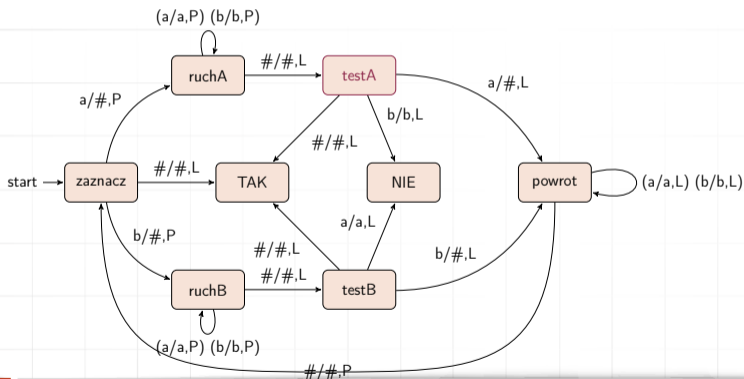 (a/a,P) (b/b,P)
ruchA
#/#,L
testA
a/#,L
a/#,P
b/b,L
#/#,L
start
zaznacz
#/#,L
TAK
NIE
powrot
(a/a,L) (b/b,L)
b/#,P
a/a,L
#/#,L
b/#,L
ruchB
#/#,L
testB
(a/a,P) (b/b,P)
#/#,P